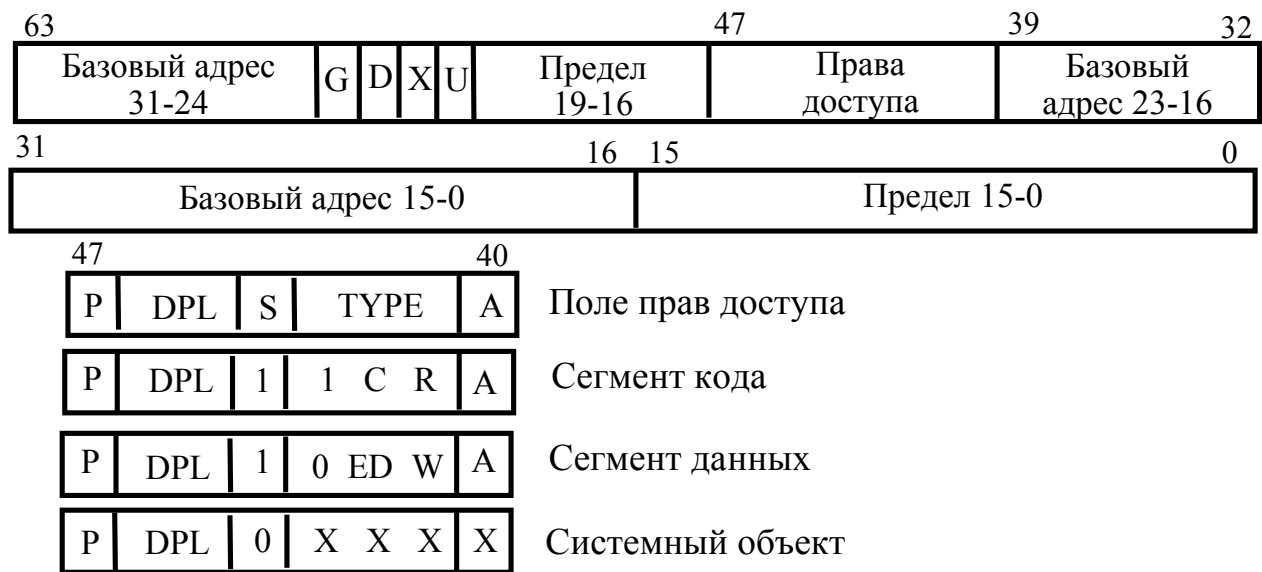 63 47 39 32
Базовый адрес 31-24 G D X U Предел 19-16 Права доступа Базовый адрес 23-16
31 16 15 0
Базовый адрес 15-0 Предел 15-0
47 40
P DPL S TYPE A Поле прав доступа
P DPL 1 1 C R A Сегмент кода
P DPL 1 0 ED W A Сегмент данных
P DPL 0 X X X X Системный объект